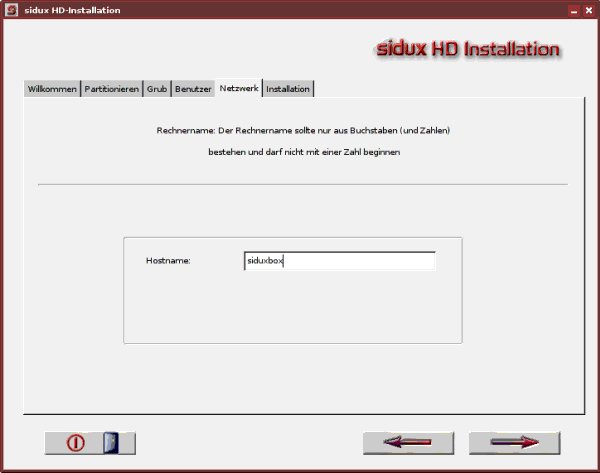 sidux HD-Installation
sidux HD Installation
Willkommen Partitionieren Grub Benutzer Netzwerk Installation
Rechnername: Der Rechnername sollte nur aus Buchstaben (und Zahlen)
bestehen und darf nicht mit einer Zahl beginnen
Hostname: siduxbox